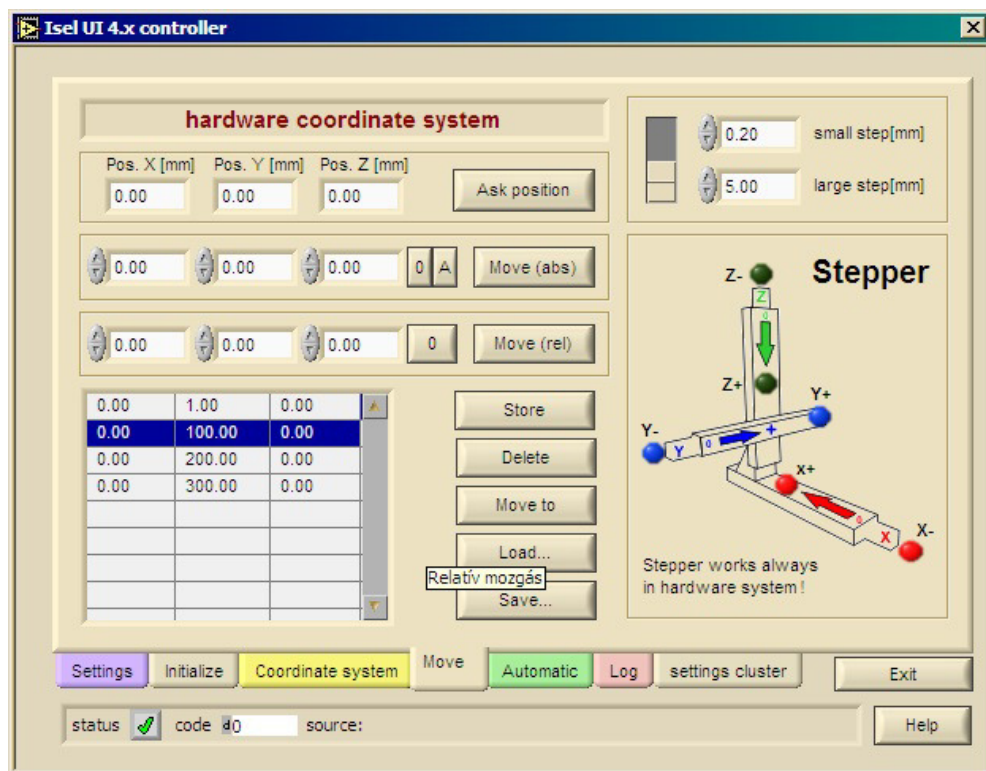 Isel UI 4.x controller
hardware coordinate system
Pos. X [mm] Pos. Y [mm] Pos. Z [mm]
0.00 0.00 0.00 Ask position
0.00 0.00 0.00 0 A Move (abs)
0.00 0.00 0.00 0 Move (rel)
0.00 1.00 0.00
0.00 100.00 0.00
0.00 200.00 0.00
0.00 300.00 0.00
Store
Delete
Move to
Load...
Relatív mozgás
Save...
0.20 small step[mm]
5.00 large step[mm]
Stepper
Z-
Z
0
Z+
Y+
Y-
Y 0 +
X+
0
X
X-
Stepper works always
in hardware system!
Settings Initialize Coordinate system Move Automatic Log settings cluster Exit
status code d0 source: Help